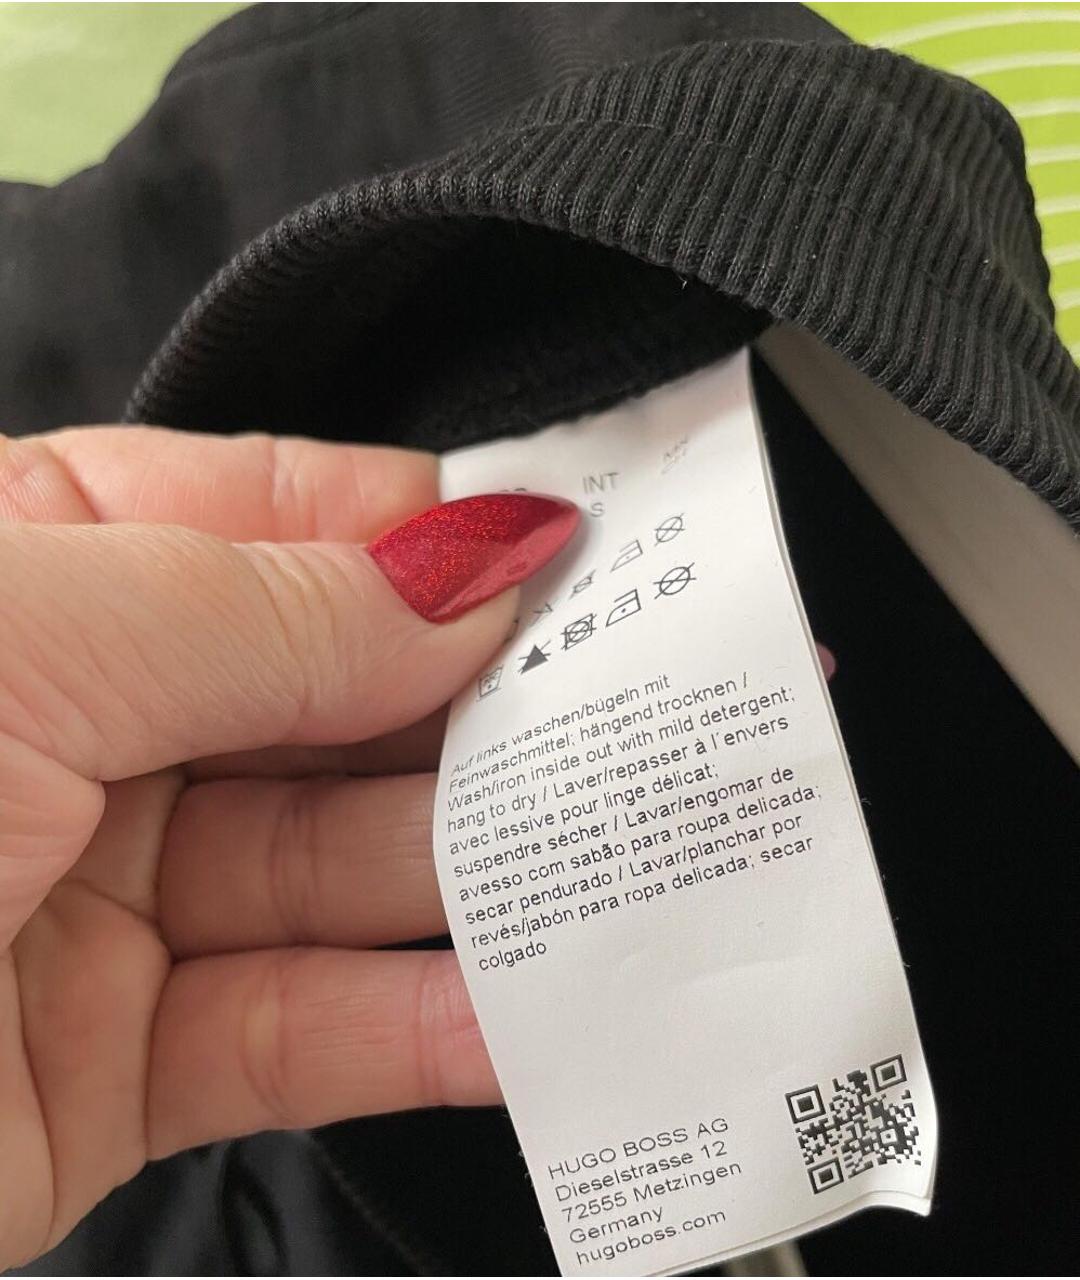 INT
S
Auf links waschen/bügeln mit
Feinwaschmittel; hängend trocknen /
Wash/iron inside out with mild detergent;
hang to dry / Laver/repasser à l'envers
avec lessive pour linge délicat;
suspendre sécher / Lavar/engomar de
avesso com sabão para roupa delicada;
secar pendurado / Lavar/planchar por
revés/jabón para ropa delicada; secar
colgado
HUGO BOSS AG
Dieselstrasse 12
72555 Metzingen
Germany
hugoboss.com